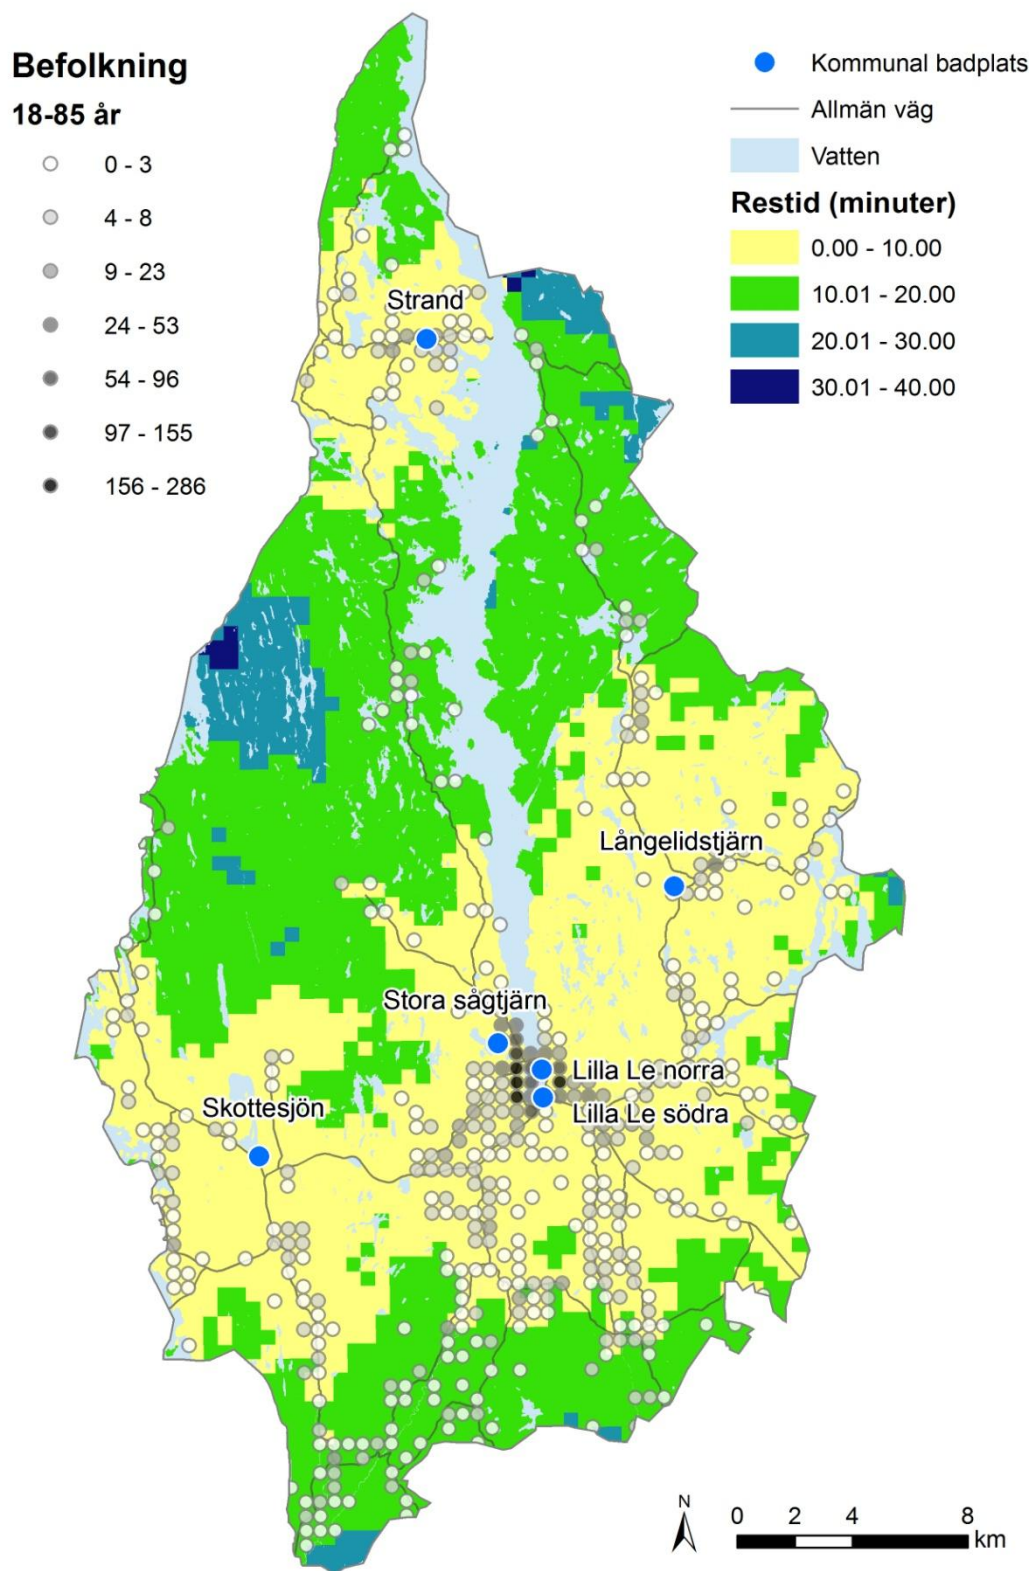 Befolkning
18-85 år
0 - 3
4 - 8
9 - 23
24 - 53
54 - 96
97 - 155
156 - 286
Kommunal badplats
Allmän väg
Vatten
Restid (minuter)
0.00 - 10.00
10.01 - 20.00
20.01 - 30.00
30.01 - 40.00
Strand
Långelidstjärn
Stora sågtjärn
Lilla Le norra
Skottesjön
Lilla Le södra
N
0 2 4 8
km